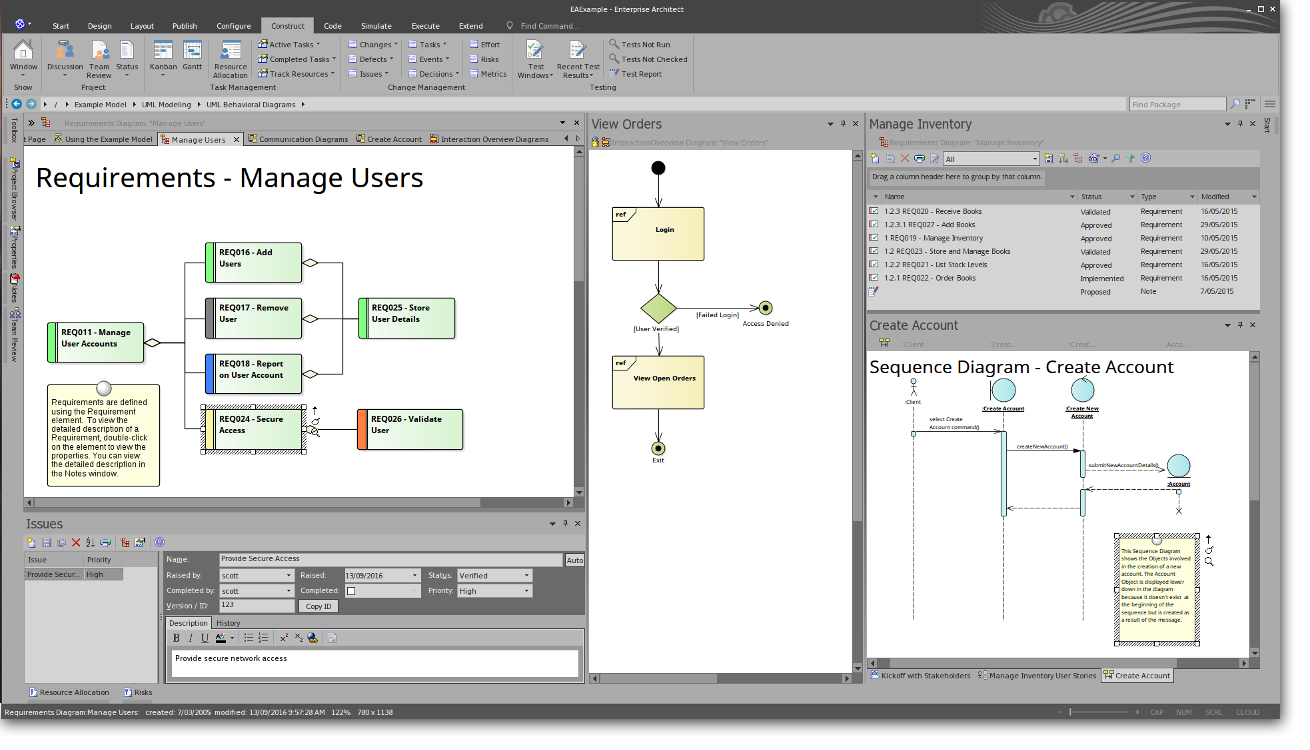 EAExample - Enterprise Architect
Start Design Layout Publish Configure Construct Code Simulate Execute Extend Find Command...
Window
Show
Discussion
Team Review
Status
Project
Kanban
Gantt
Resource Allocation
Active Tasks
Completed Tasks
Track Resources
Task Management
Changes
Defects
Issues
Tasks
Events
Decisions
Effort
Risks
Metrics
Change Management
Test Windows
Recent Test Results
Tests Not Run
Tests Not Checked
Test Report
Testing
/ Example Model UML Modeling UML Behavioral Diagrams
Find Package
Toolbox
Project Browser
Properties
Notes
Team Review
Start
Requirements Diagram: "Manage Users"
t Page Using the Example Model Manage Users Communication Diagrams Create Account Interaction Overview Diagrams
Requirements - Manage Users
REQ016 - Add
Users
REQ017 - Remove
User
REQ025 - Store
User Details
REQ011 - Manage
User Accounts
REQ018 - Report
on User Account
REQ024 - Secure
Access
REQ026 - Validate
User
Requirements are defined
using the Requirement
element. To view the
detailed description of a
Requirement, double-click
on the element to view the
properties. You can view
the detailed description in
the Notes window.
Issues
Issue Priority
Provide Secur... High
Name: Provide Secure Access Auto
Raised by: scott Raised: 13/09/2016 Status: Verified
Completed by: scott Completed: Priority: High
Version / ID: 123 Copy ID
Description History
B I U
Provide secure network access
Resource Allocation Risks
View Orders
InteractionOverview Diagram: "View Orders"
ref
Login
[Failed Login]
[User Verified]
Access Denied
ref
View Open Orders
Exit
Manage Inventory
Requirements Diagram: "Manage Inventory"
All
Drag a column header here to group by that column.
Name Status Type Modified
1.2.3 REQ020 - Receive Books Validated Requirement 16/05/2015
1.2.3.1 REQ027 - Add Books Approved Requirement 29/05/2015
1 REQ019 - Manage Inventory Approved Requirement 10/05/2015
1.2 REQ023 - Store and Manage Books Validated Requirement 29/05/2015
1.2.2 REQ021 - List Stock Levels Approved Requirement 16/05/2015
1.2.1 REQ022 - Order Books Implemented Requirement 16/05/2015
Proposed Note 7/05/2015
Create Account
:Client :Creat... :Creat... :Acco...
Sequence Diagram - Create Account
:Client
:Create Account
:Create New
Account
select Create
Account command()
createNewAccount()
submitNewAccountDetails()
:Account
This Sequence Diagram
shows the Objects involved
in the creation of a new
account. The Account
Object is displayed lower
down in the diagram
because it doesn't exist at
the beginning of the
sequence but is created as
a result of the message.
Kickoff with Stakeholders Manage Inventory User Stories Create Account
Requirements Diagram:Manage Users: created: 7/03/2005 modified: 13/09/2016 9:57:28 AM 122% 780 x 1138
CAP NUM SCRL CLOUD